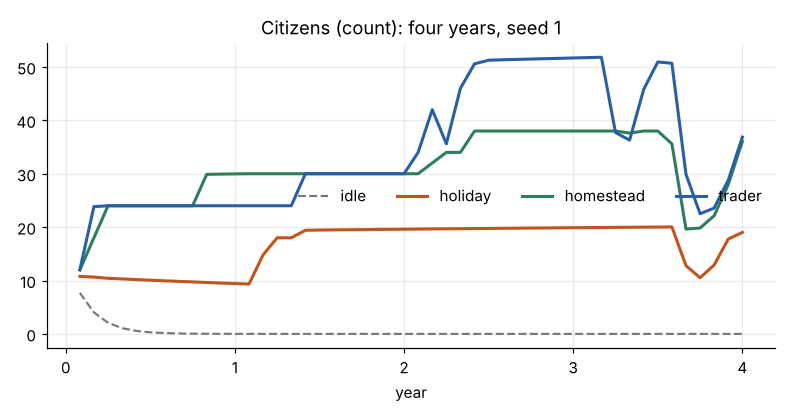 Citizens (count): four years, seed 1
50
40
30
idle holiday homestead trader
20
10
0
0 1 2 3 4
year